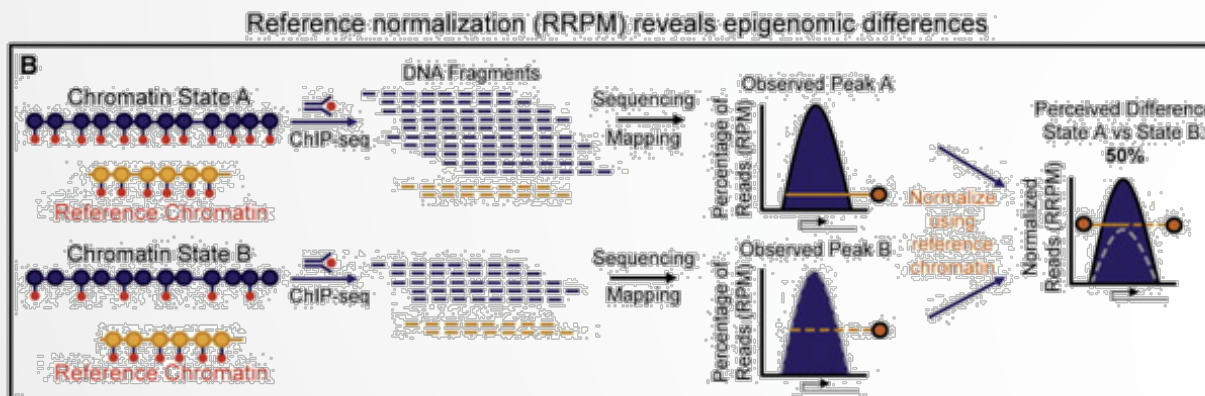 Reference normalization (RRPM) reveals epigenomic differences
B
Chromatin State A
ChIP-seq
DNA Fragments
Sequencing
Mapping
Observed Peak A
Percentage of
Reads (RPM)
Reference Chromatin
Chromatin State B
ChIP-seq
Sequencing
Mapping
Observed Peak B
Percentage of
Reads (RPM)
Reference Chromatin
Normalize
using
reference
chromatin
Perceived Difference
State A vs State B:
50%
Normalized
Reads (RRPM)